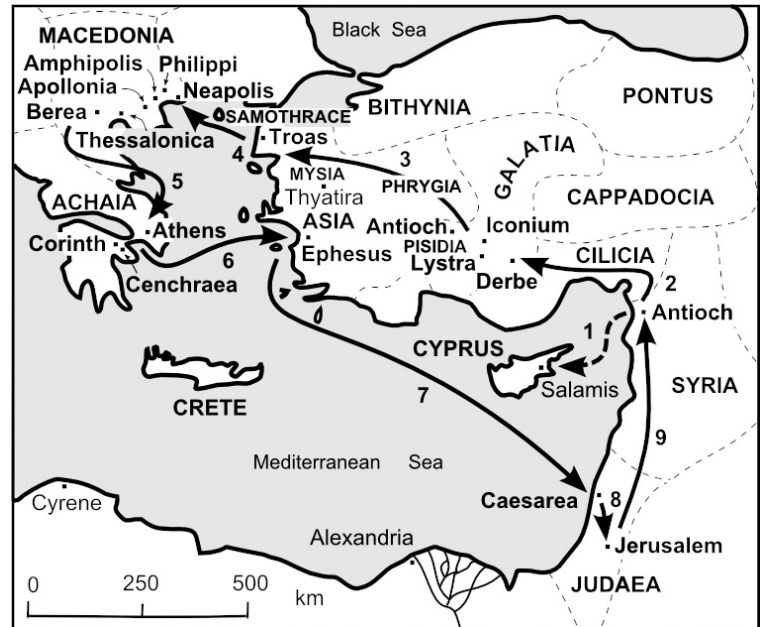 Black Sea
MACEDONIA
Amphipolis Philippi
Apollonia Neapolis
Berea
Thessalonica
SAMOTHRACE
Troas
BITHYNIA
PONTUS
GALATIA
4
3
MYSIA
Thyatira
PHRYGIA
CAPPADOCIA
5
ACHAIA
Athens
Corinth
Cenchraea
6
ASIA
Ephesus
Antioch
PISIDIA
Lystra
Iconium
Derbe
CILICIA
2
Antioch
1
CYPRUS
Salamis
SYRIA
CRETE
7
9
Mediterranean Sea
Cyrene
Caesarea
8
Alexandria
Jerusalem
JUDAEA
0 250 500
km